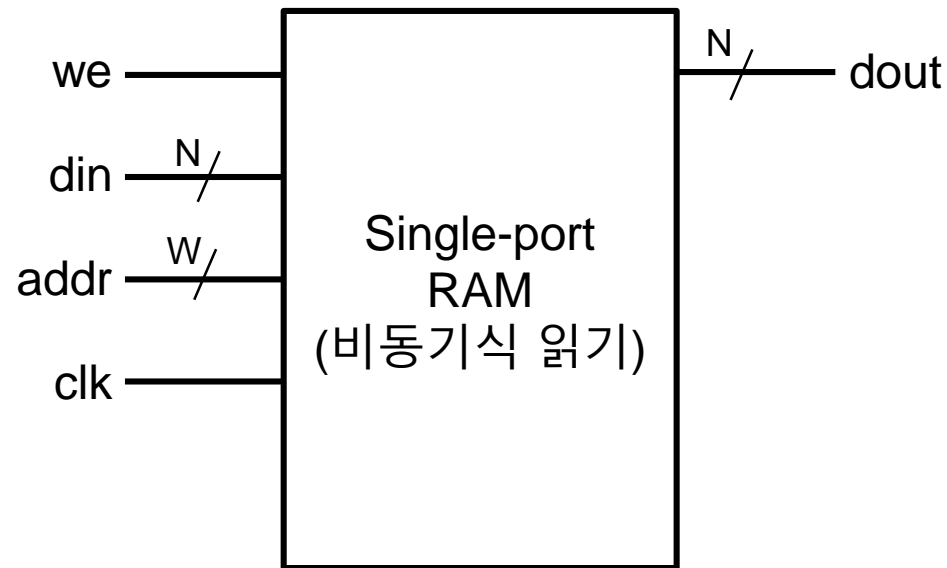 we
N
din
W
addr
clk
Single-port
RAM
(비동기식 읽기)
N
dout